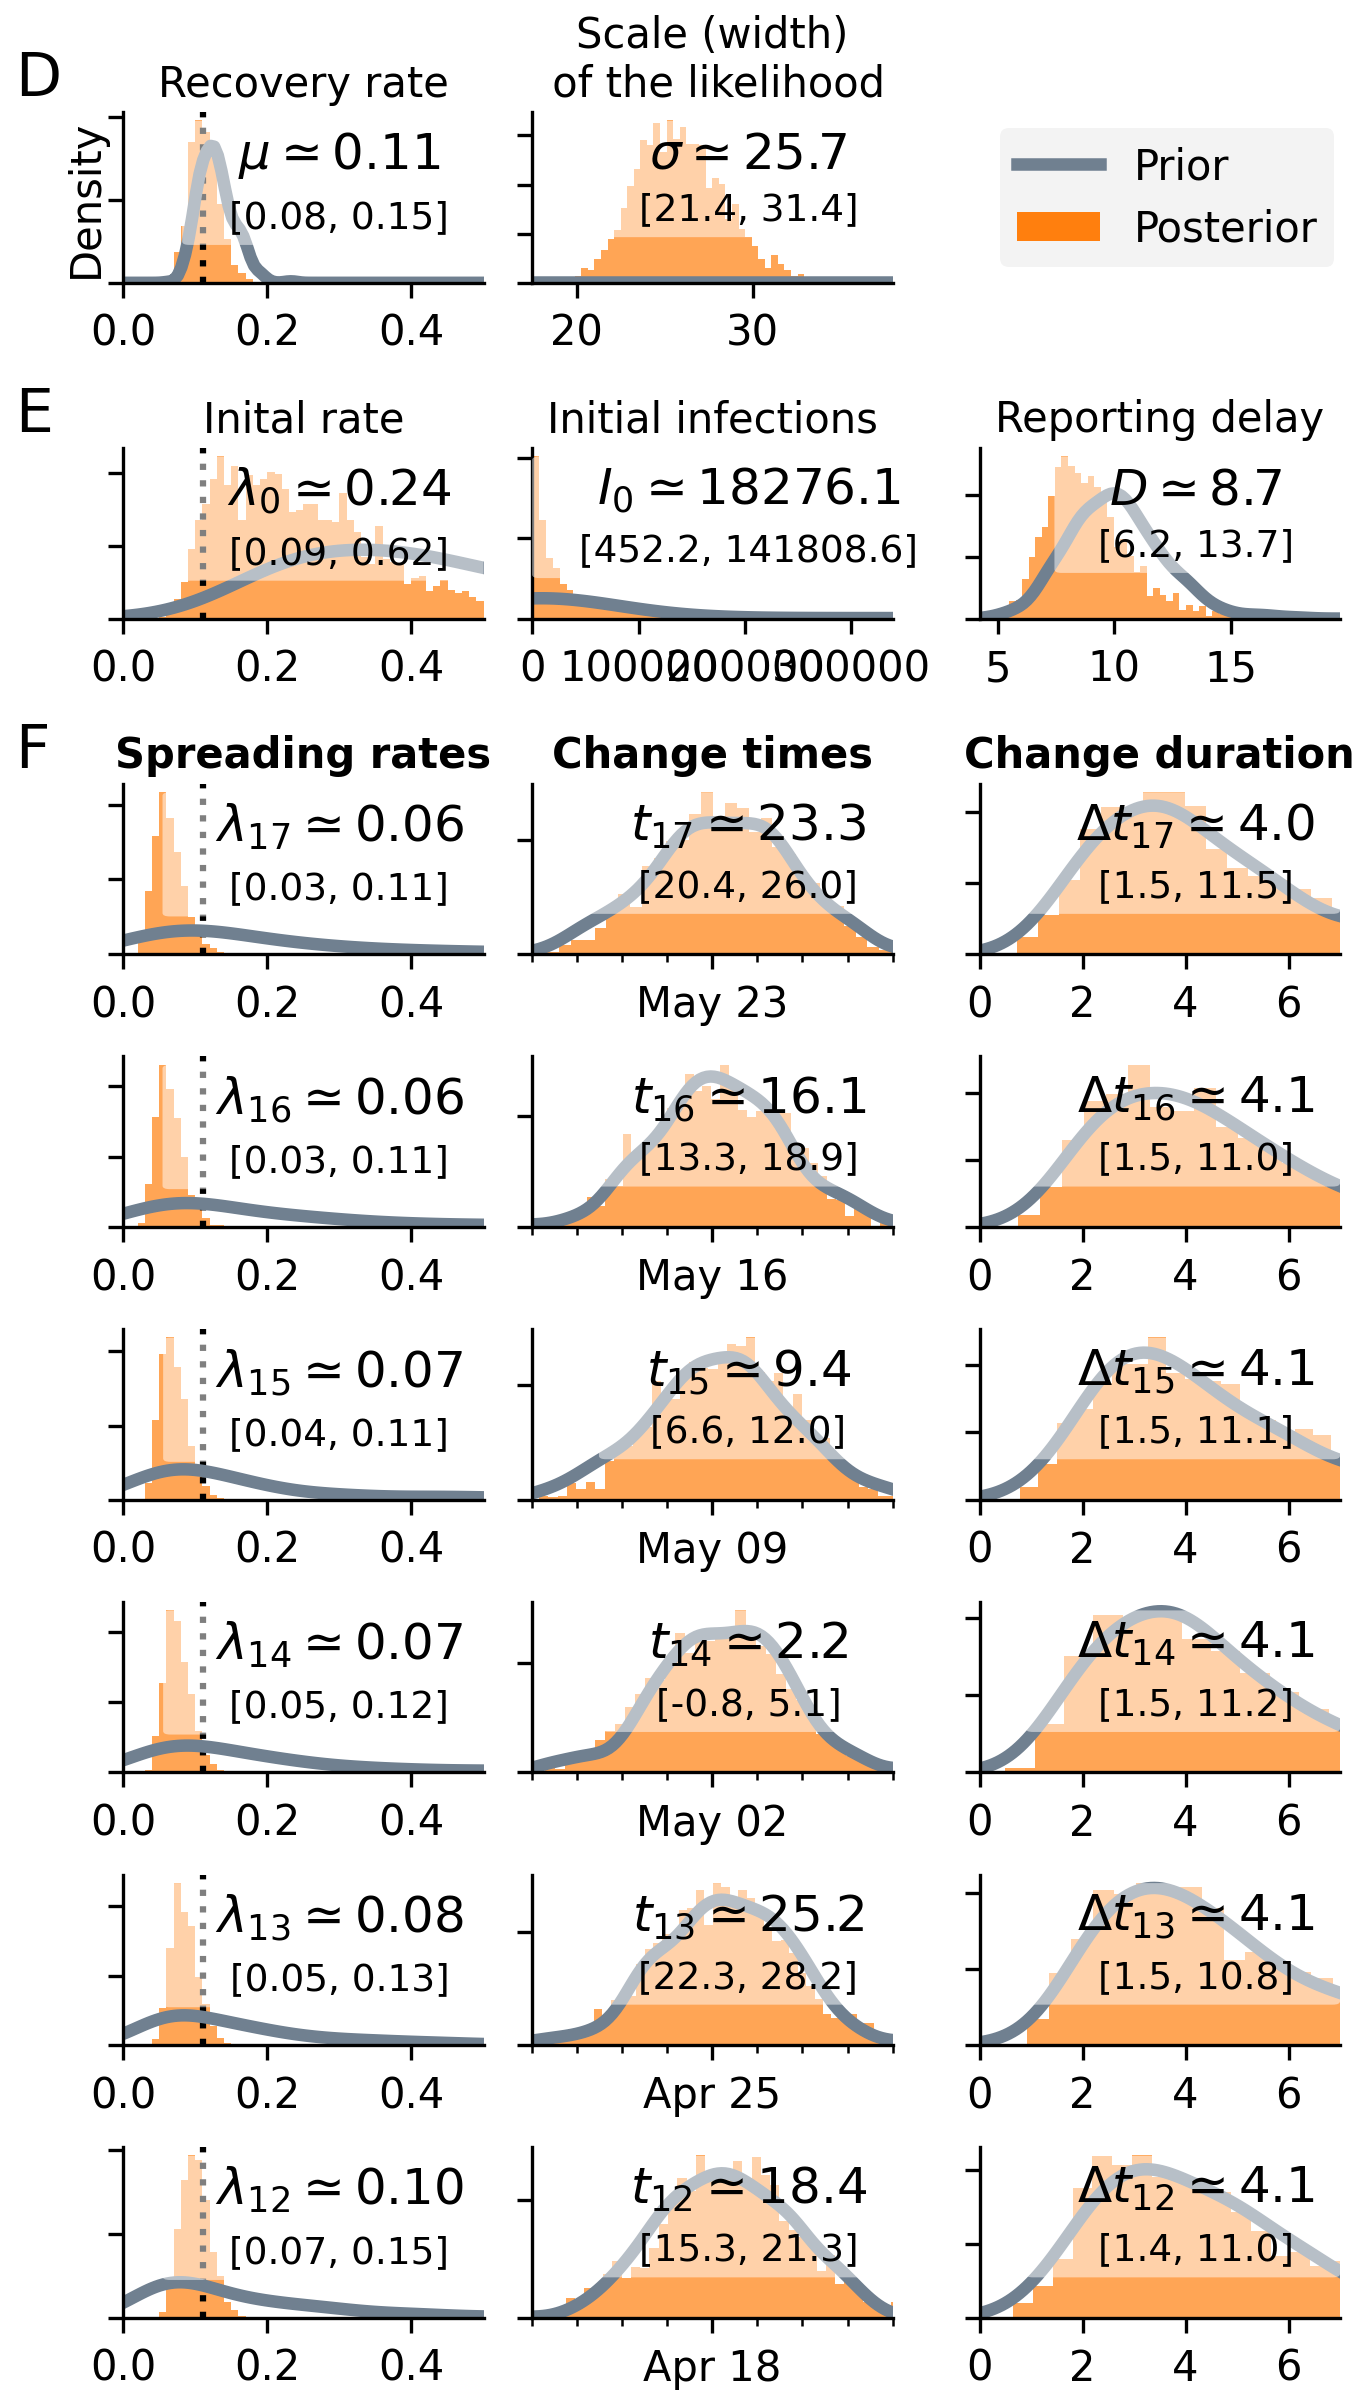 D
Recovery rate
Scale (width)
of the likelihood
Density
μ ≃ 0.11
[0.08, 0.15]
0.0 0.2 0.4
σ ≃ 25.7
[21.4, 31.4]
20 30
Prior
Posterior
E
Inital rate
λ0 ≃ 0.24
[0.09, 0.62]
0.0 0.2 0.4
Initial infections
I0 ≃ 18276.1
[452.2, 141808.6]
0 100000 200000 300000
Reporting delay
D ≃ 8.7
[6.2, 13.7]
5 10 15
F
Spreading rates Change times Change duration
λ17 ≃ 0.06
[0.03, 0.11]
0.0 0.2 0.4
t17 ≃ 23.3
[20.4, 26.0]
May 23
Δt17 ≃ 4.0
[1.5, 11.5]
0 2 4 6
λ16 ≃ 0.06
[0.03, 0.11]
0.0 0.2 0.4
t16 ≃ 16.1
[13.3, 18.9]
May 16
Δt16 ≃ 4.1
[1.5, 11.0]
0 2 4 6
λ15 ≃ 0.07
[0.04, 0.11]
0.0 0.2 0.4
t15 ≃ 9.4
[6.6, 12.0]
May 09
Δt15 ≃ 4.1
[1.5, 11.1]
0 2 4 6
λ14 ≃ 0.07
[0.05, 0.12]
0.0 0.2 0.4
t14 ≃ 2.2
[-0.8, 5.1]
May 02
Δt14 ≃ 4.1
[1.5, 11.2]
0 2 4 6
λ13 ≃ 0.08
[0.05, 0.13]
0.0 0.2 0.4
t13 ≃ 25.2
[22.3, 28.2]
Apr 25
Δt13 ≃ 4.1
[1.5, 10.8]
0 2 4 6
λ12 ≃ 0.10
[0.07, 0.15]
0.0 0.2 0.4
t12 ≃ 18.4
[15.3, 21.3]
Apr 18
Δt12 ≃ 4.1
[1.4, 11.0]
0 2 4 6